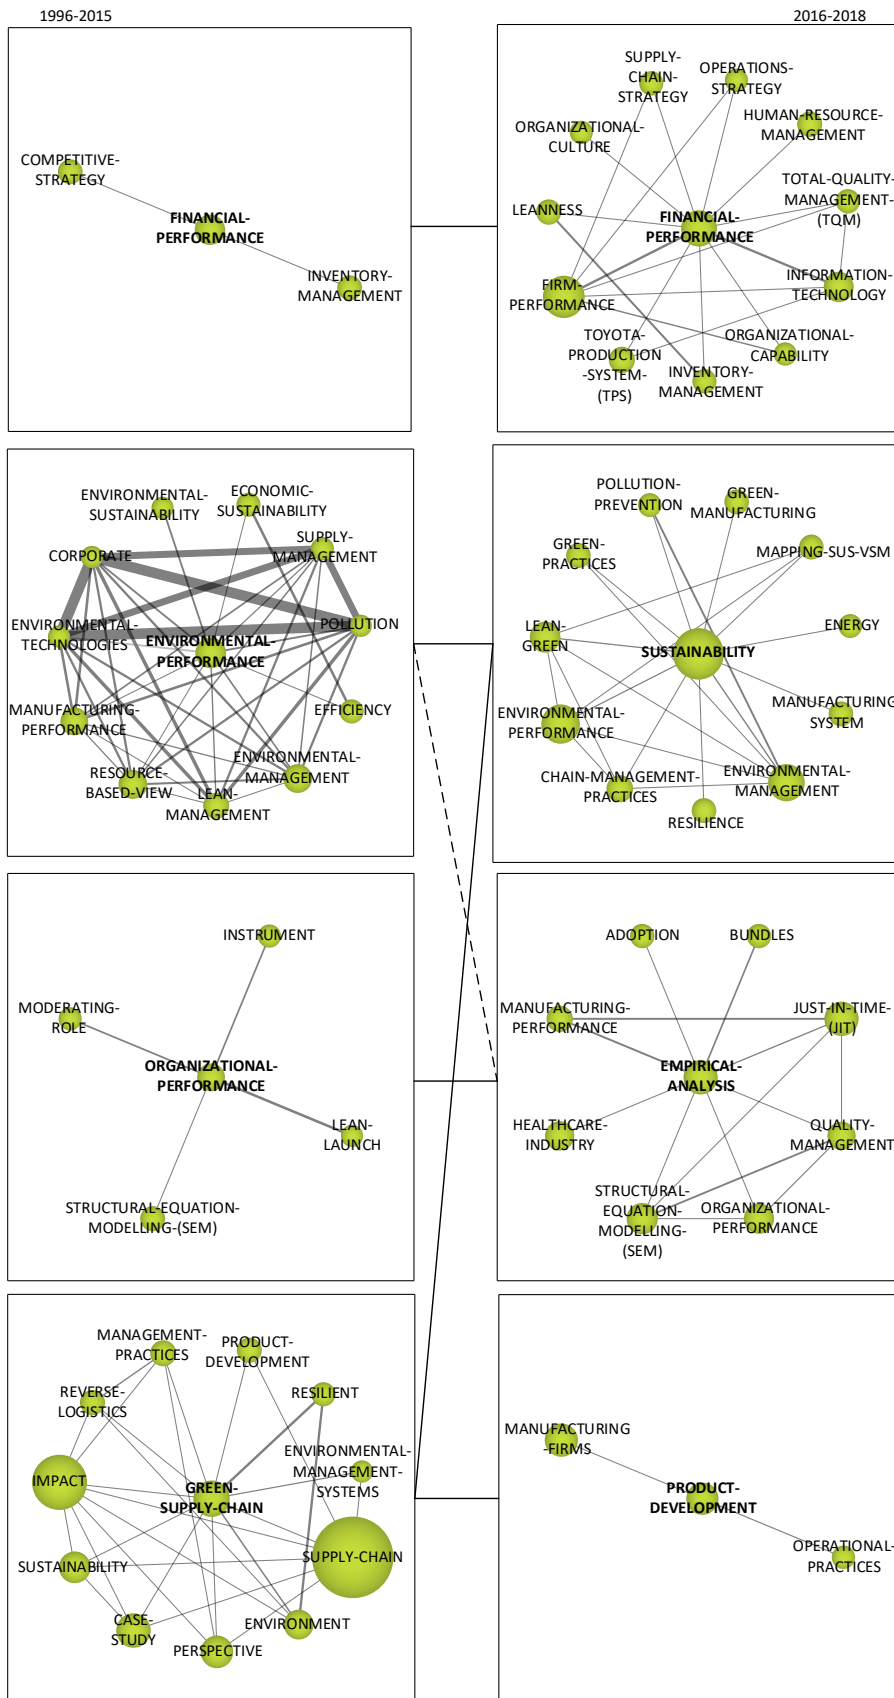 1996-2015
2016-2018
COMPETITIVE-
STRATEGY
FINANCIAL-
PERFORMANCE
INVENTORY-
MANAGEMENT
SUPPLY-
CHAIN-
STRATEGY
OPERATIONS-
STRATEGY
ORGANIZATIONAL-
CULTURE
HUMAN-RESOURCE-
MANAGEMENT
LEANNESS
TOTAL-QUALITY-
MANAGEMENT-
(TQM)
FINANCIAL-
PERFORMANCE
FIRM-
PERFORMANCE
INFORMATION-
TECHNOLOGY
TOYOTA-
PRODUCTION
-SYSTEM-
(TPS)
INVENTORY-
MANAGEMENT
ORGANIZATIONAL-
CAPABILITY
ENVIRONMENTAL-
SUSTAINABILITY
ECONOMIC-
SUSTAINABILITY
CORPORATE
SUPPLY-
MANAGEMENT
ENVIRONMENTAL-
TECHNOLOGIES
ENVIRONMENTAL-
PERFORMANCE
POLLUTION
MANUFACTURING-
PERFORMANCE
EFFICIENCY
RESOURCE-
BASED-VIEW
LEAN-
MANAGEMENT
ENVIRONMENTAL-
MANAGEMENT
POLLUTION-
PREVENTION
GREEN-
MANUFACTURING
GREEN-
PRACTICES
MAPPING-SUS-VSM
LEAN-
GREEN
SUSTAINABILITY
ENERGY
ENVIRONMENTAL-
PERFORMANCE
MANUFACTURING
SYSTEM
CHAIN-MANAGEMENT-
PRACTICES
ENVIRONMENTAL-
MANAGEMENT
RESILIENCE
INSTRUMENT
MODERATING-
ROLE
ORGANIZATIONAL-
PERFORMANCE
LEAN-
LAUNCH
STRUCTURAL-EQUATION-
MODELLING-(SEM)
ADOPTION
BUNDLES
MANUFACTURING-
PERFORMANCE
JUST-IN-TIME-
(JIT)
EMPIRICAL-
ANALYSIS
HEALTHCARE-
INDUSTRY
QUALITY-
MANAGEMENT
STRUCTURAL-
EQUATION-
MODELLING-
(SEM)
ORGANIZATIONAL-
PERFORMANCE
MANAGEMENT-
PRACTICES
PRODUCT-
DEVELOPMENT
REVERSE-
LOGISTICS
RESILIENT
IMPACT
GREEN-
SUPPLY-CHAIN
ENVIRONMENTAL-
MANAGEMENT-
SYSTEMS
SUSTAINABILITY
SUPPLY-CHAIN
CASE-
STUDY
PERSPECTIVE
ENVIRONMENT
MANUFACTURING
-FIRMS
PRODUCT-
DEVELOPMENT
OPERATIONAL-
PRACTICES